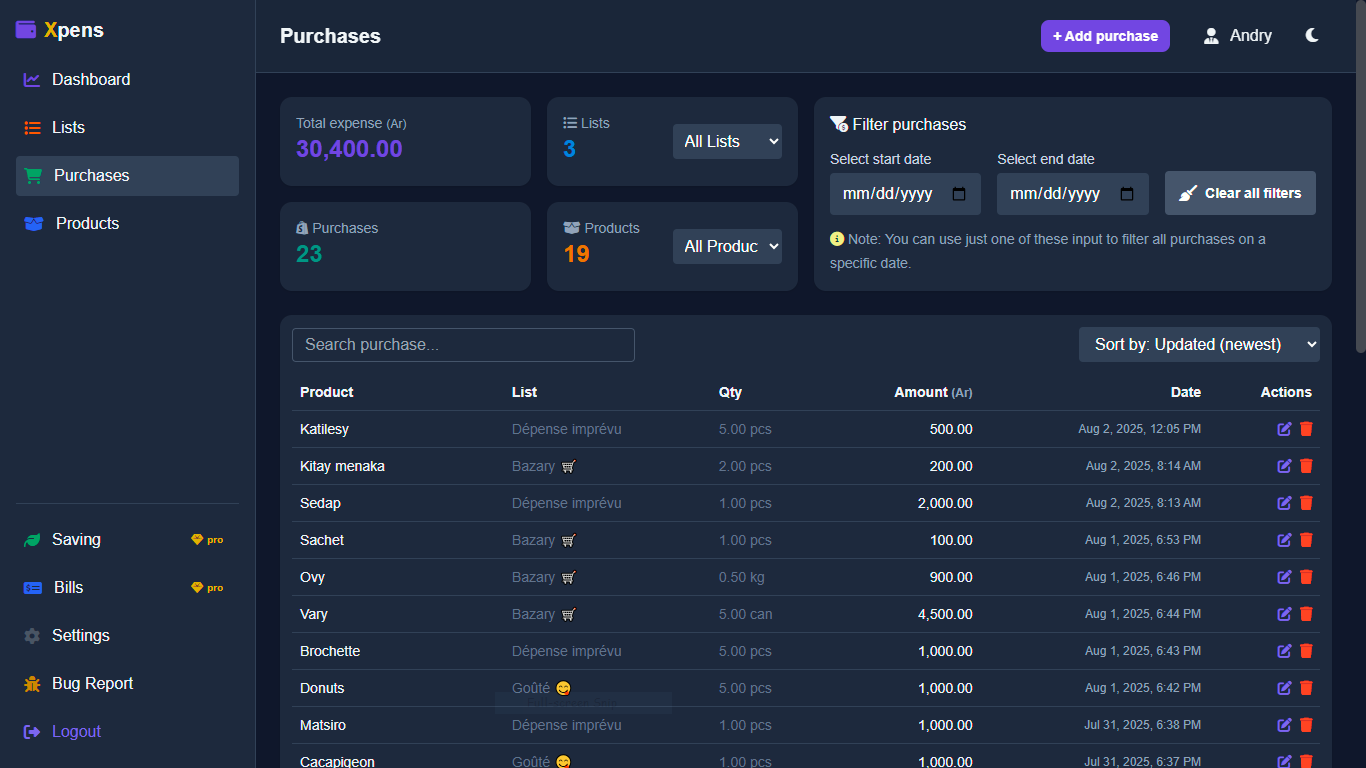 Xpens
Dashboard
Lists
Purchases
Products
Saving pro
Bills pro
Settings
Bug Report
Logout
Purchases
+ Add purchase
Andry
Total expense (Ar)
30,400.00
Lists
3
All Lists
Purchases
23
Products
19
All Produc
Filter purchases
Select start date
mm/dd/yyyy
Select end date
mm/dd/yyyy
Clear all filters
Note: You can use just one of these input to filter all purchases on a
specific date.
Search purchase...
Sort by: Updated (newest)
Product List Qty Amount (Ar) Date Actions
Katilesy Dépense imprévu 5.00 pcs 500.00 Aug 2, 2025, 12:05 PM
Kitay menaka Bazary 🛒 2.00 pcs 200.00 Aug 2, 2025, 8:14 AM
Sedap Dépense imprévu 1.00 pcs 2,000.00 Aug 2, 2025, 8:13 AM
Sachet Bazary 🛒 1.00 pcs 100.00 Aug 1, 2025, 6:53 PM
Ovy Bazary 🛒 0.50 kg 900.00 Aug 1, 2025, 6:46 PM
Vary Bazary 🛒 5.00 can 4,500.00 Aug 1, 2025, 6:44 PM
Brochette Dépense imprévu 5.00 pcs 1,000.00 Aug 1, 2025, 6:43 PM
Donuts Goûté 😋 5.00 pcs 1,000.00 Aug 1, 2025, 6:42 PM
Matsiro Dépense imprévu 1.00 pcs 1,000.00 Jul 31, 2025, 6:38 PM
Cacapigeon Goûté 😋 1.00 pcs 1,000.00 Jul 31, 2025, 6:37 PM